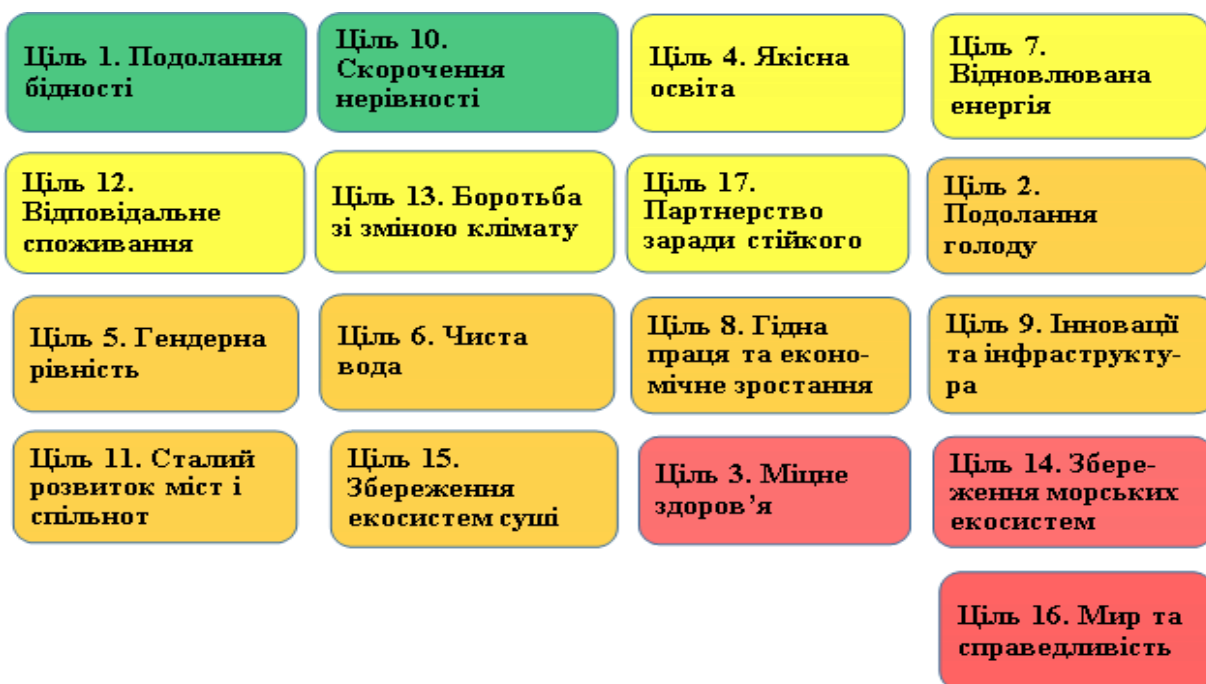 Ціль 1. Подолання
бідності
Ціль 10.
Скорочення
нерівності
Ціль 4. Якісна
освіта
Ціль 7.
Відновлювана
енергія
Ціль 12.
Відповідальне
споживання
Ціль 13. Боротьба
зі зміною клімату
Ціль 17.
Партнерство
заради стійкого
Ціль 2.
Подолання
голоду
Ціль 5. Гендерна
рівність
Ціль 6. Чиста
вода
Ціль 8. Гідна
праця та еконо-
мічне зростання
Ціль 9. Інновації
та інфраструкту-
ра
Ціль 11. Сталий
розвиток міст і
спільнот
Ціль 15.
Збереження
екосистем суші
Ціль 3. Міцне
здоров’я
Ціль 14. Збере-
ження морських
екосистем
Ціль 16. Мир та
справедливість